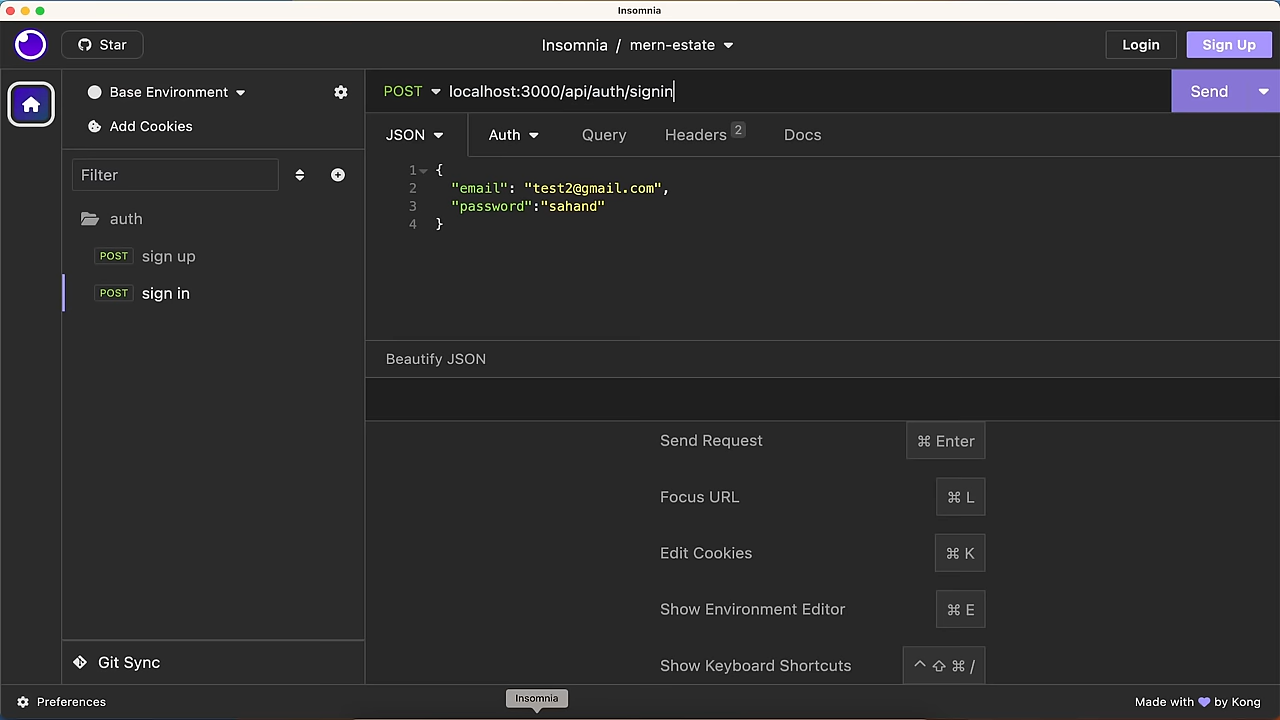 Insomnia
Star
Insomnia / mern-estate
Login
Sign Up
Base Environment
POST localhost:3000/api/auth/signin
Send
Add Cookies
JSON Auth Query Headers 2 Docs
Filter
1 {
2 "email": "test2@gmail.com",
3 "password":"sahand"
4 }
auth
POST sign up
POST sign in
Beautify JSON
Send Request ⌘ Enter
Focus URL ⌘ L
Edit Cookies ⌘ K
Show Environment Editor ⌘ E
Show Keyboard Shortcuts ^ ⇧ ⌘ /
Git Sync
Preferences
Insomnia
Made with 💜 by Kong